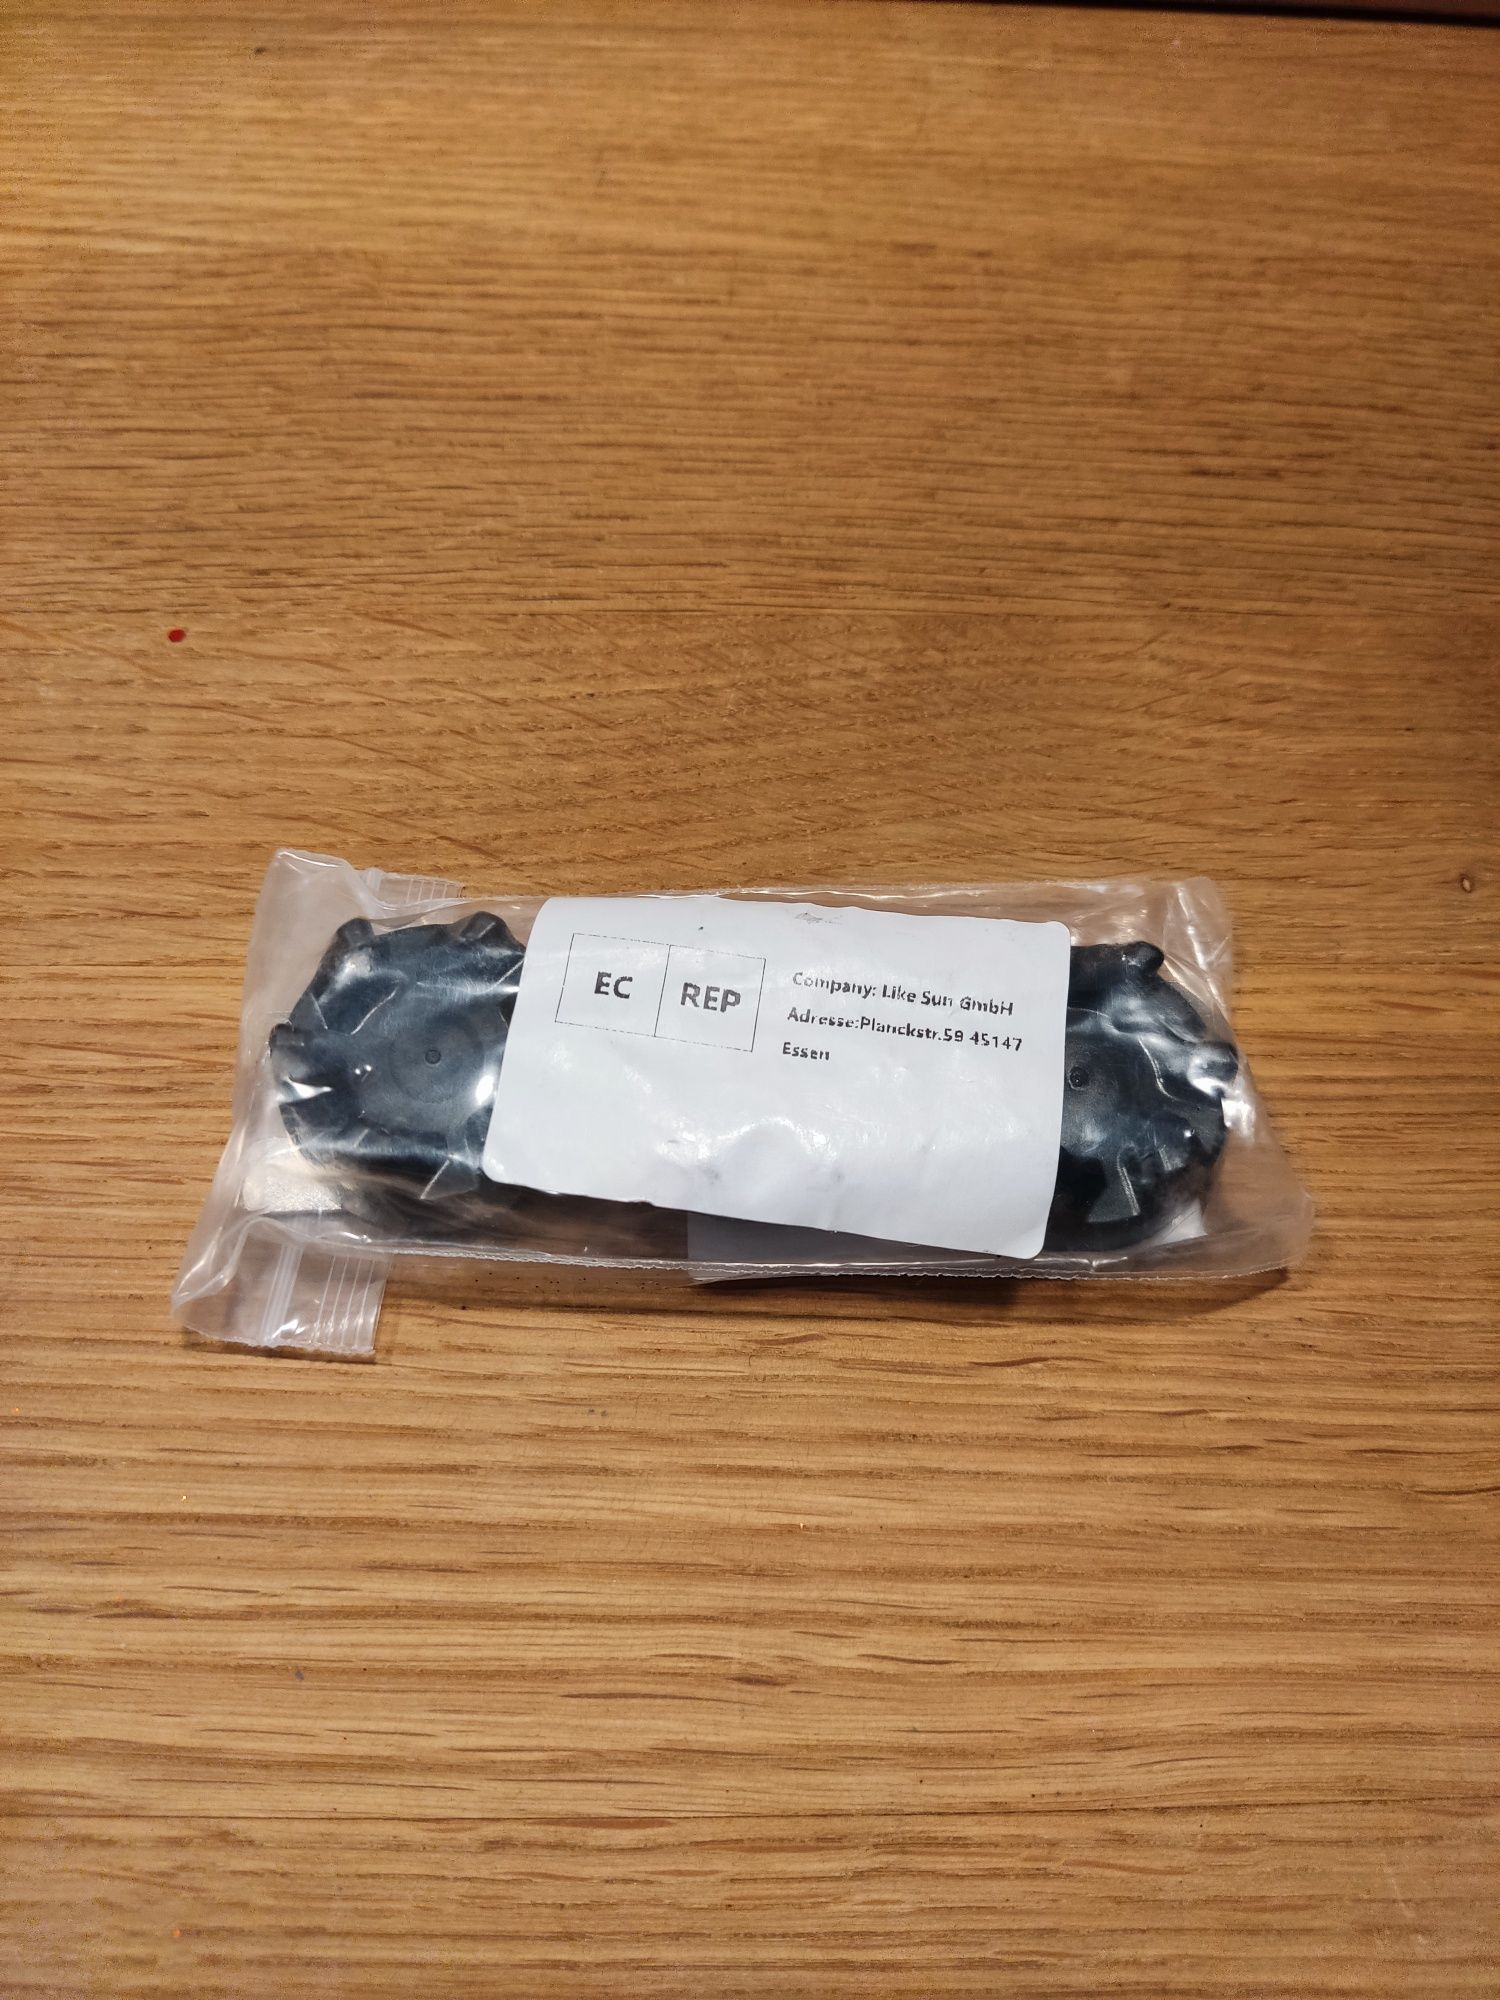 EC REP
Company: Like Sun GmbH
Adresse:Planckstr.59 45147
Essen